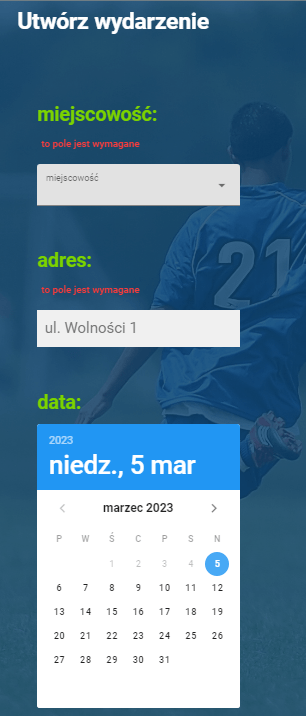 Utwórz wydarzenie
miejscowość:
to pole jest wymagane
miejscowość
21
adres:
to pole jest wymagane
ul. Wolności 1
data:
2023
niedz., 5 mar
marzec 2023
P W Ś C P S N
1 2 3 4 5
6 7 8 9 10 11 12
13 14 15 16 17 18 19
20 21 22 23 24 25 26
27 28 29 30 31